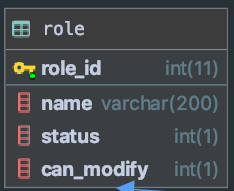 role
role_id int(11)
name varchar(200)
status int(1)
can_modify int(1)